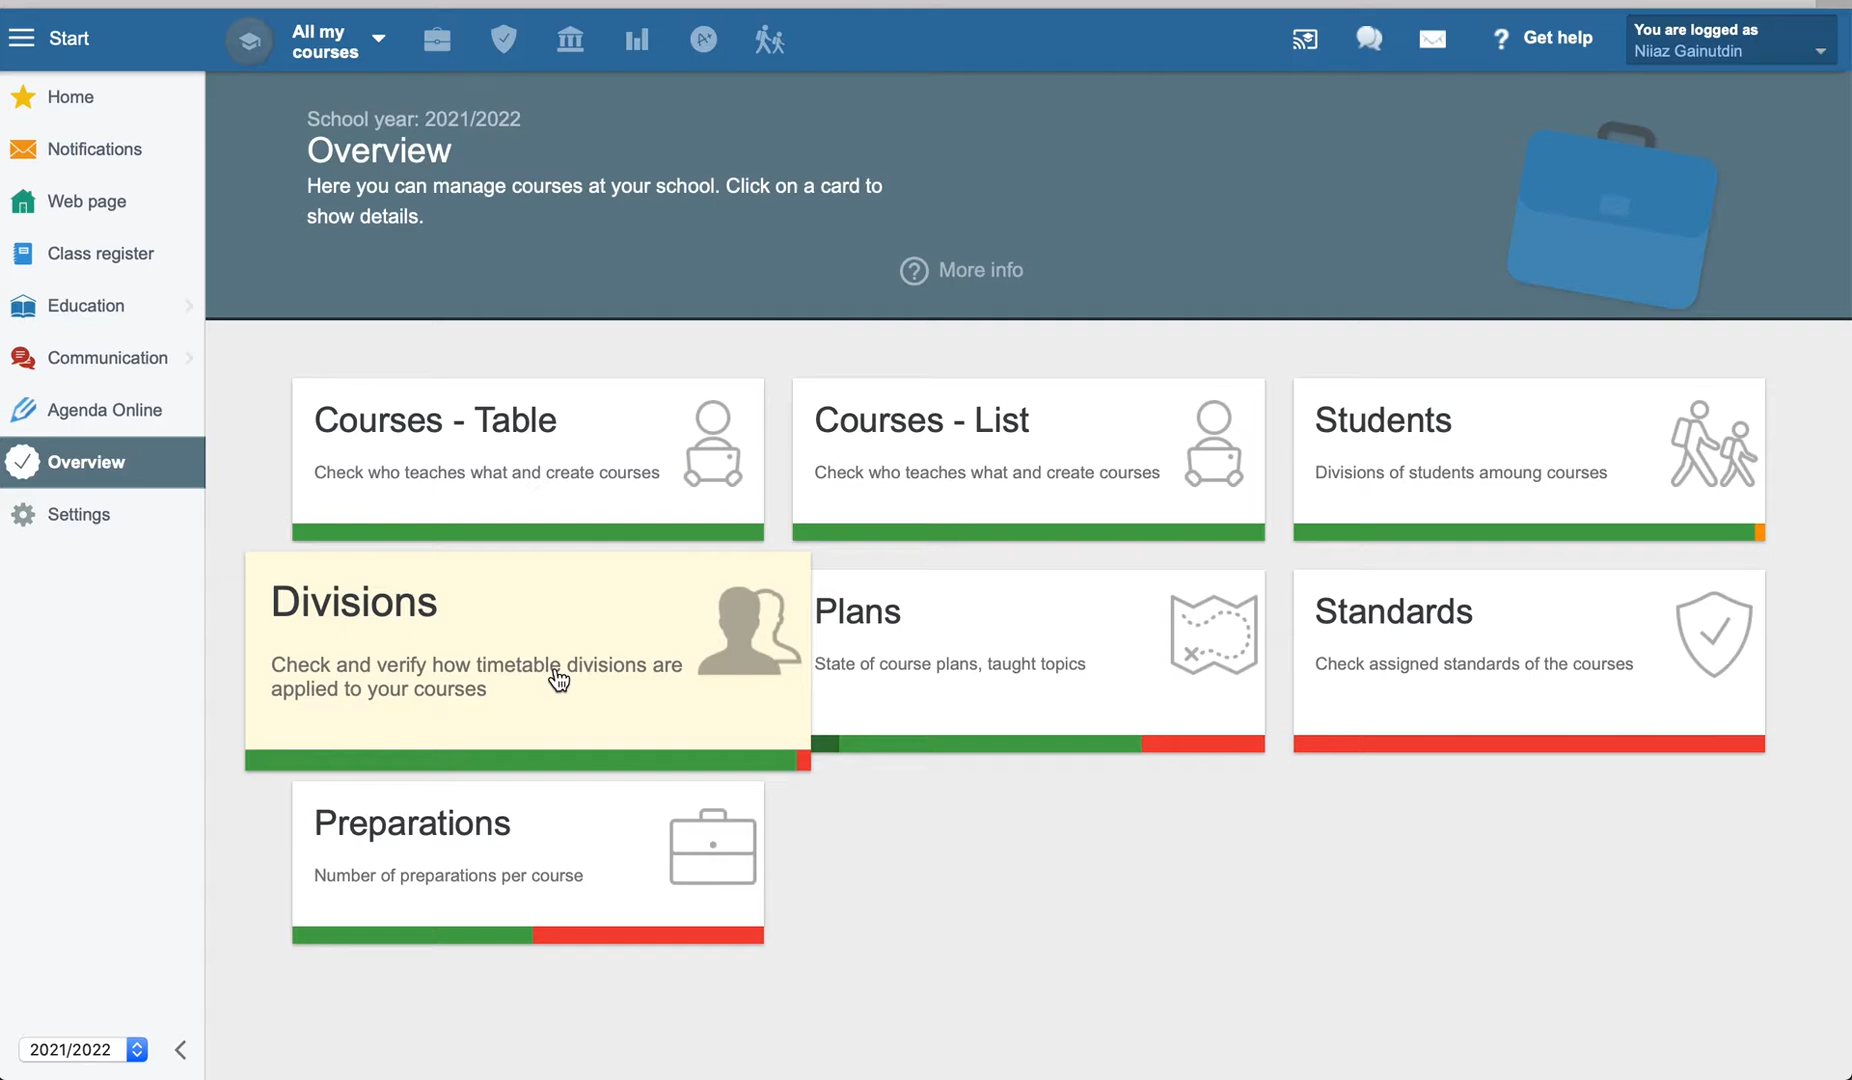 Start
All my
courses
Get help
You are logged as
Niiaz Gainutdin
Home
Notifications
Web page
Class register
Education
Communication
Agenda Online
Overview
Settings
2021/2022
School year: 2021/2022
Overview
Here you can manage courses at your school. Click on a card to
show details.
More info
Courses - Table
Check who teaches what and create courses
Courses - List
Check who teaches what and create courses
Students
Divisions of students amoung courses
Divisions
Check and verify how timetable divisions are
applied to your courses
Plans
State of course plans, taught topics
Standards
Check assigned standards of the courses
Preparations
Number of preparations per course